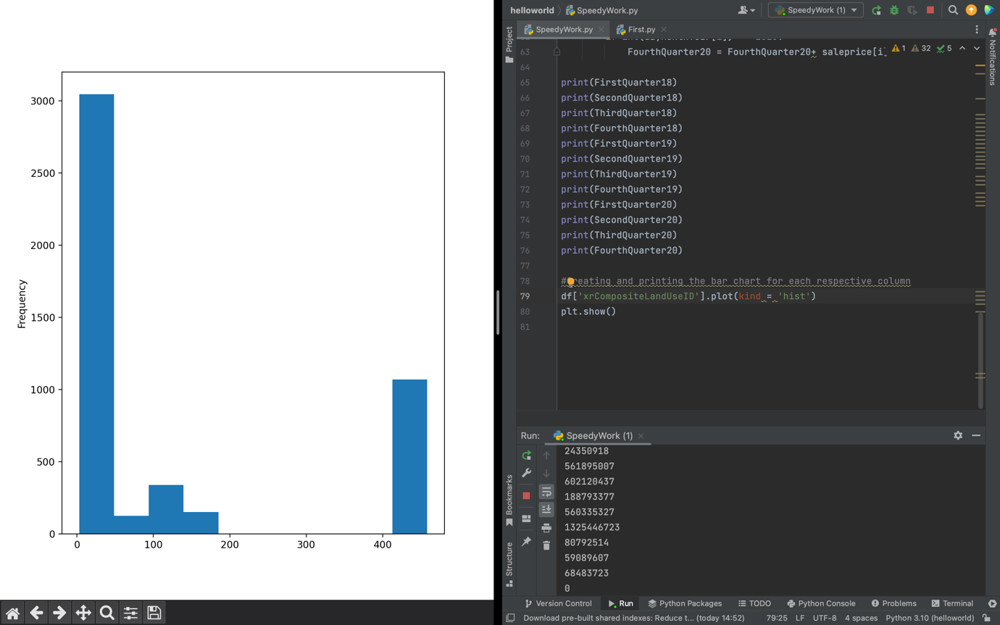 3000
2500
2000
1500
1000
500
0
Frequency
0 100 200 300 400
helloworld SpeedyWork.py
SpeedyWork (1)
SpeedyWork.py First.py
Project
Notifications
1 32 5
63 FourthQuarter20 = FourthQuarter20+ saleprice[i]
64
65 print(FirstQuarter18)
66 print(SecondQuarter18)
67 print(ThirdQuarter18)
68 print(FourthQuarter18)
69 print(FirstQuarter19)
70 print(SecondQuarter19)
71 print(ThirdQuarter19)
72 print(FourthQuarter19)
73 print(FirstQuarter20)
74 print(SecondQuarter20)
75 print(ThirdQuarter20)
76 print(FourthQuarter20)
77
78 #Creating and printing the bar chart for each respective column
79 df['xrCompositeLandUseID'].plot(kind = 'hist')
80 plt.show()
81
Run: SpeedyWork (1)
24350918
561895007
602120437
188793377
560335327
1325446723
80792514
59089607
68483723
0
Bookmarks
Structure
Version Control Run Python Packages TODO Python Console Problems Terminal
Download pre-built shared indexes: Reduce t... (today 14:52) 79:25 LF UTF-8 4 spaces Python 3.10 (helloworld)